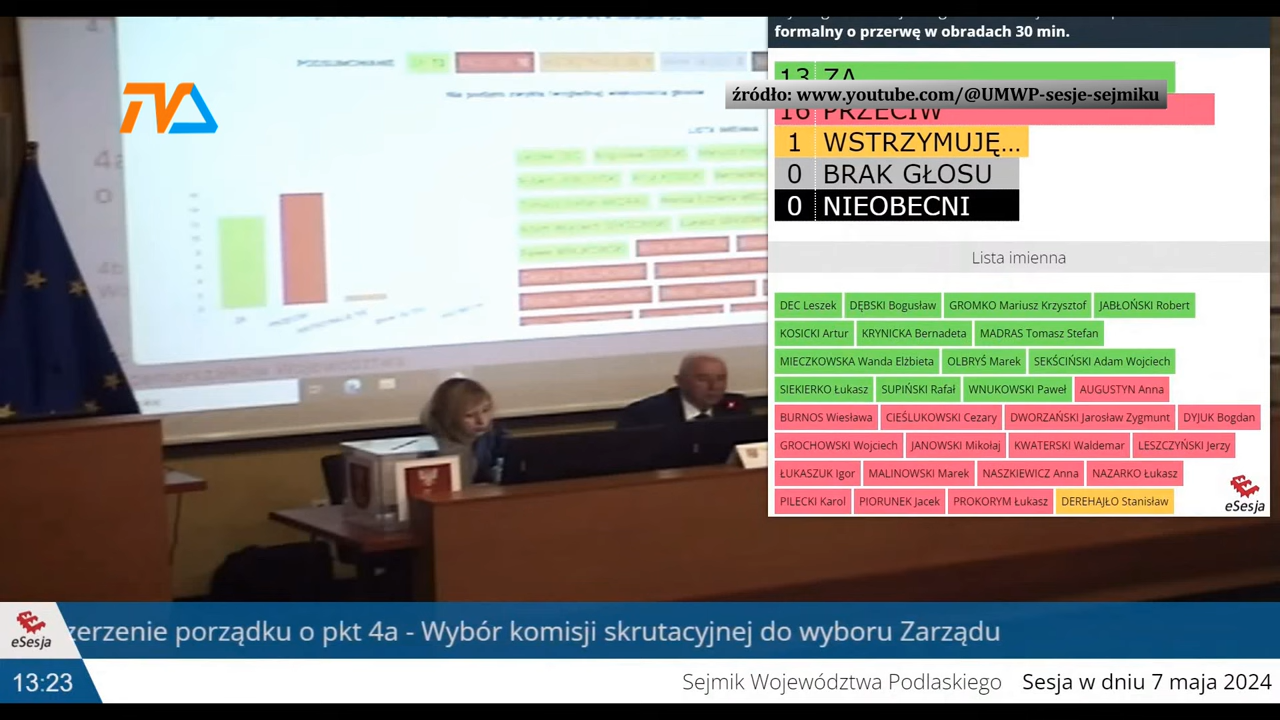 formalny o przerwę w obradach 30 min.
PODSUMOWANIE
TVA
13 ZA
źródło: www.youtube.com/@UMWP-sesje-sejmiku
16 PRZECIW
1 WSTRZYMUJĘ...
0 BRAK GŁOSU
0 NIEOBECNI
Lista imienna
DEC Leszek DĘBSKI Bogusław GROMKO Mariusz Krzysztof JABŁOŃSKI Robert
KOSICKI Artur KRYNICKA Bernadeta MADRAS Tomasz Stefan
MIECZKOWSKA Wanda Elżbieta OLBRYŚ Marek SEKŚCIŃSKI Adam Wojciech
SIEKIERKO Łukasz SUPIŃSKI Rafał WNUKOWSKI Paweł AUGUSTYN Anna
BURNOS Wiesława CIEŚLUKOWSKI Cezary DWORZAŃSKI Jarosław Zygmunt DYJUK Bogdan
GROCHOWSKI Wojciech JANOWSKI Mikołaj KWATERSKI Waldemar LESZCZYŃSKI Jerzy
ŁUKASZUK Igor MALINOWSKI Marek NASZKIEWICZ Anna NAZARKO Łukasz
PILECKI Karol PIORUNEK Jacek PROKORYM Łukasz DEREHAJŁO Stanisław
eSesja
eSesja
zerzenie porządku o pkt 4a - Wybór komisji skrutacyjnej do wyboru Zarządu
13:23
Sejmik Województwa Podlaskiego Sesja w dniu 7 maja 2024